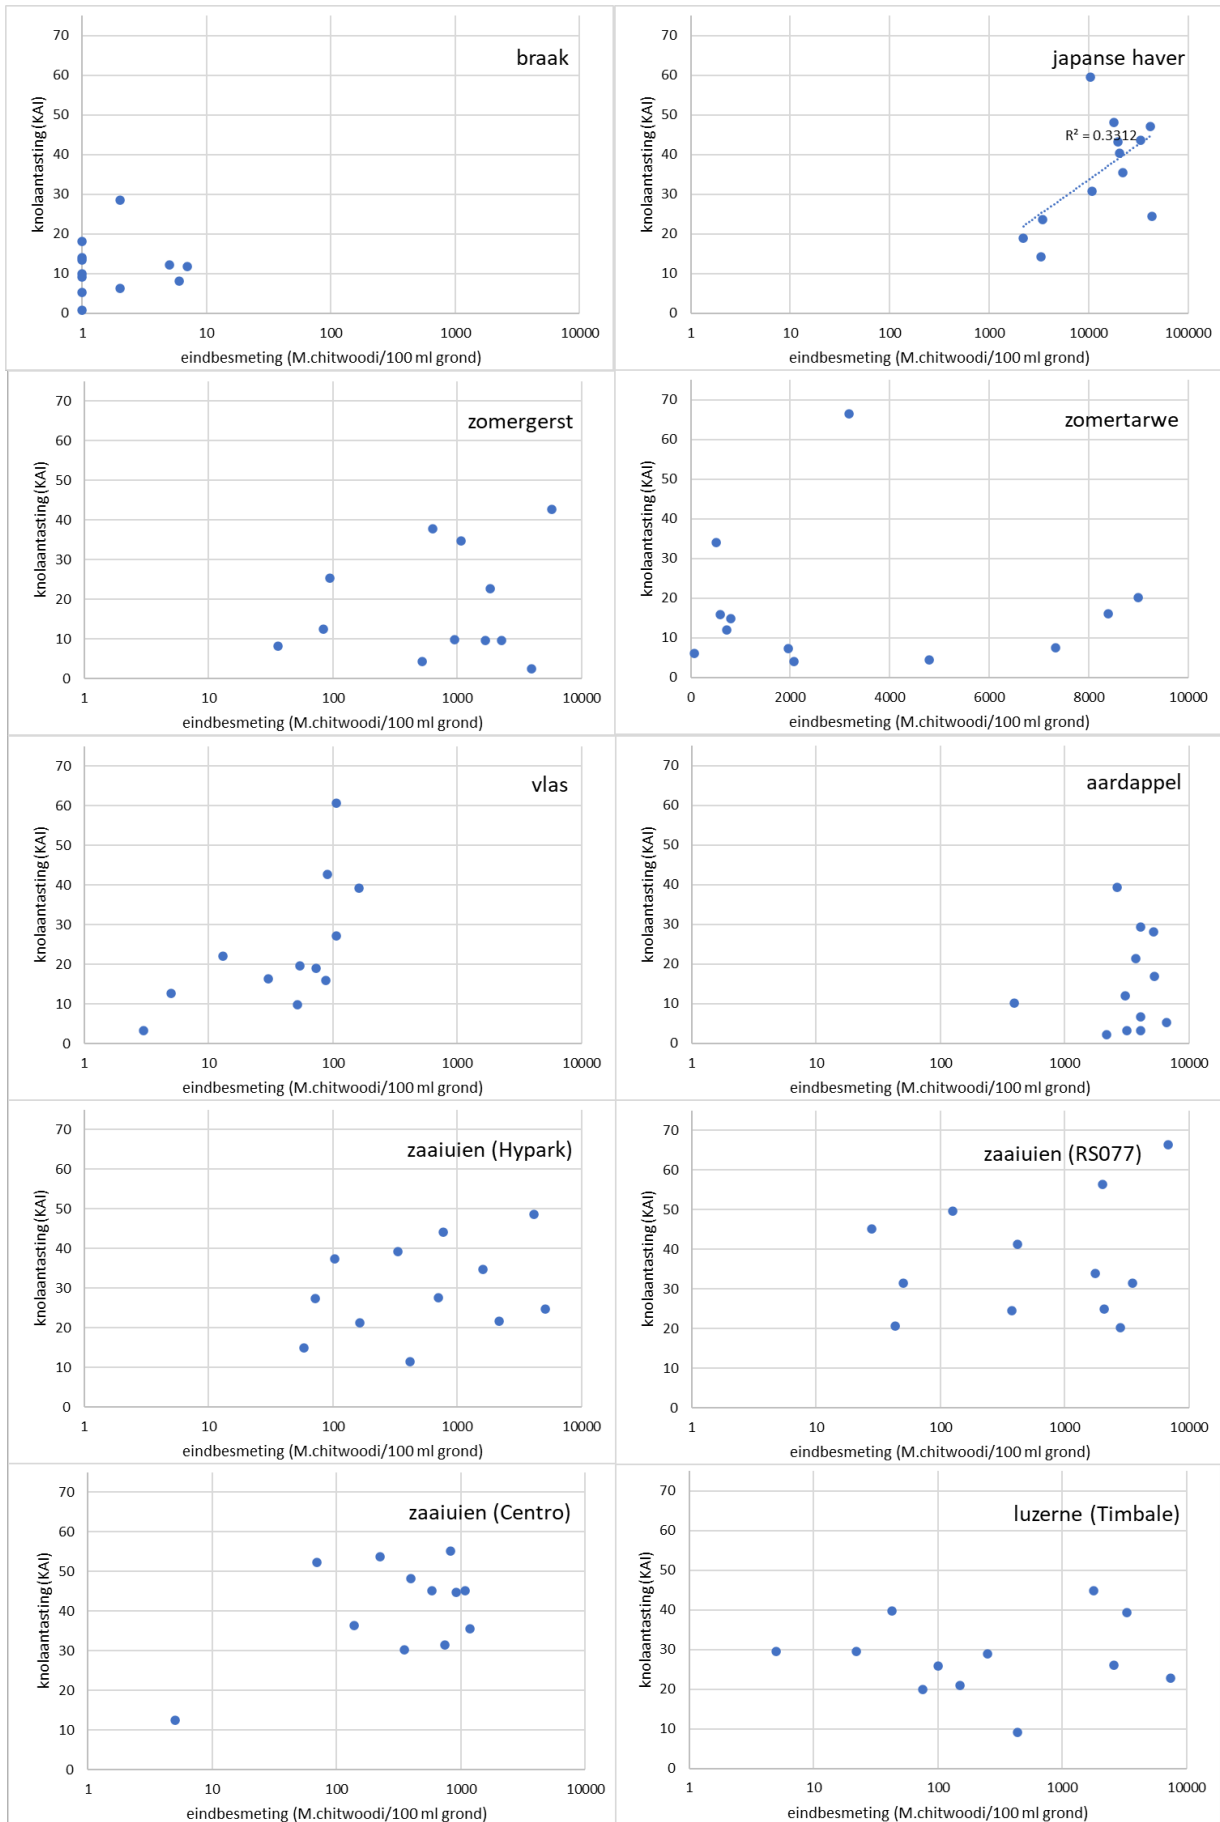 braak
knolaantasting (KAI)
70
60
50
40
30
20
10
0
1 10 100 1000 10000
eindbesmeting (M.chitwoodi/100 ml grond)
japanse haver
knolaantasting (KAI)
70
60
50
40
30
20
10
0
R² = 0.3312
1 10 100 1000 10000 100000
eindbesmeting (M.chitwoodi/100 ml grond)
zomergerst
knolaantasting (KAI)
70
60
50
40
30
20
10
0
1 10 100 1000 10000
eindbesmeting (M.chitwoodi/100 ml grond)
zomertarwe
knolaantasting (KAI)
70
60
50
40
30
20
10
0
0 2000 4000 6000 8000 10000
eindbesmeting (M.chitwoodi/100 ml grond)
vlas
knolaantasting (KAI)
70
60
50
40
30
20
10
0
1 10 100 1000 10000
eindbesmeting (M.chitwoodi/100 ml grond)
aardappel
knolaantasting (KAI)
70
60
50
40
30
20
10
0
1 10 100 1000 10000
eindbesmeting (M.chitwoodi/100 ml grond)
zaaiuien (Hypark)
knolaantasting (KAI)
70
60
50
40
30
20
10
0
1 10 100 1000 10000
eindbesmeting (M.chitwoodi/100 ml grond)
zaaiuien (RS077)
knolaantasting (KAI)
70
60
50
40
30
20
10
0
1 10 100 1000 10000
eindbesmeting (M.chitwoodi/100 ml grond)
zaaiuien (Centro)
knolaantasting (KAI)
70
60
50
40
30
20
10
0
1 10 100 1000 10000
eindbesmeting (M.chitwoodi/100 ml grond)
luzerne (Timbale)
knolaantasting (KAI)
70
60
50
40
30
20
10
0
1 10 100 1000 10000
eindbesmeting (M.chitwoodi/100 ml grond)